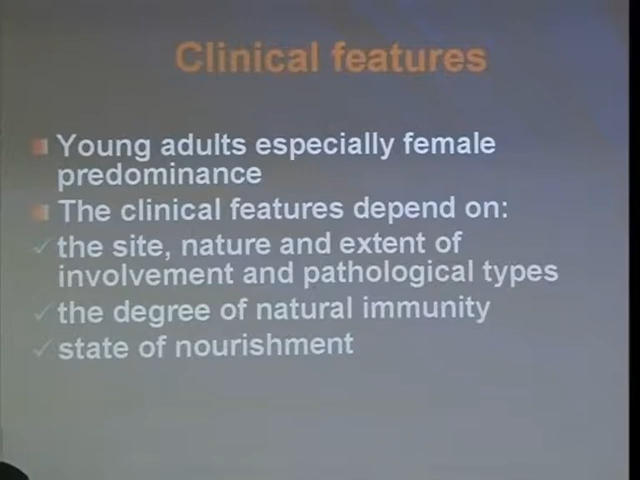 Clinical features
Young adults especially female
predominance
The clinical features depend on:
the site, nature and extent of
involvement and pathological types
the degree of natural immunity
state of nourishment